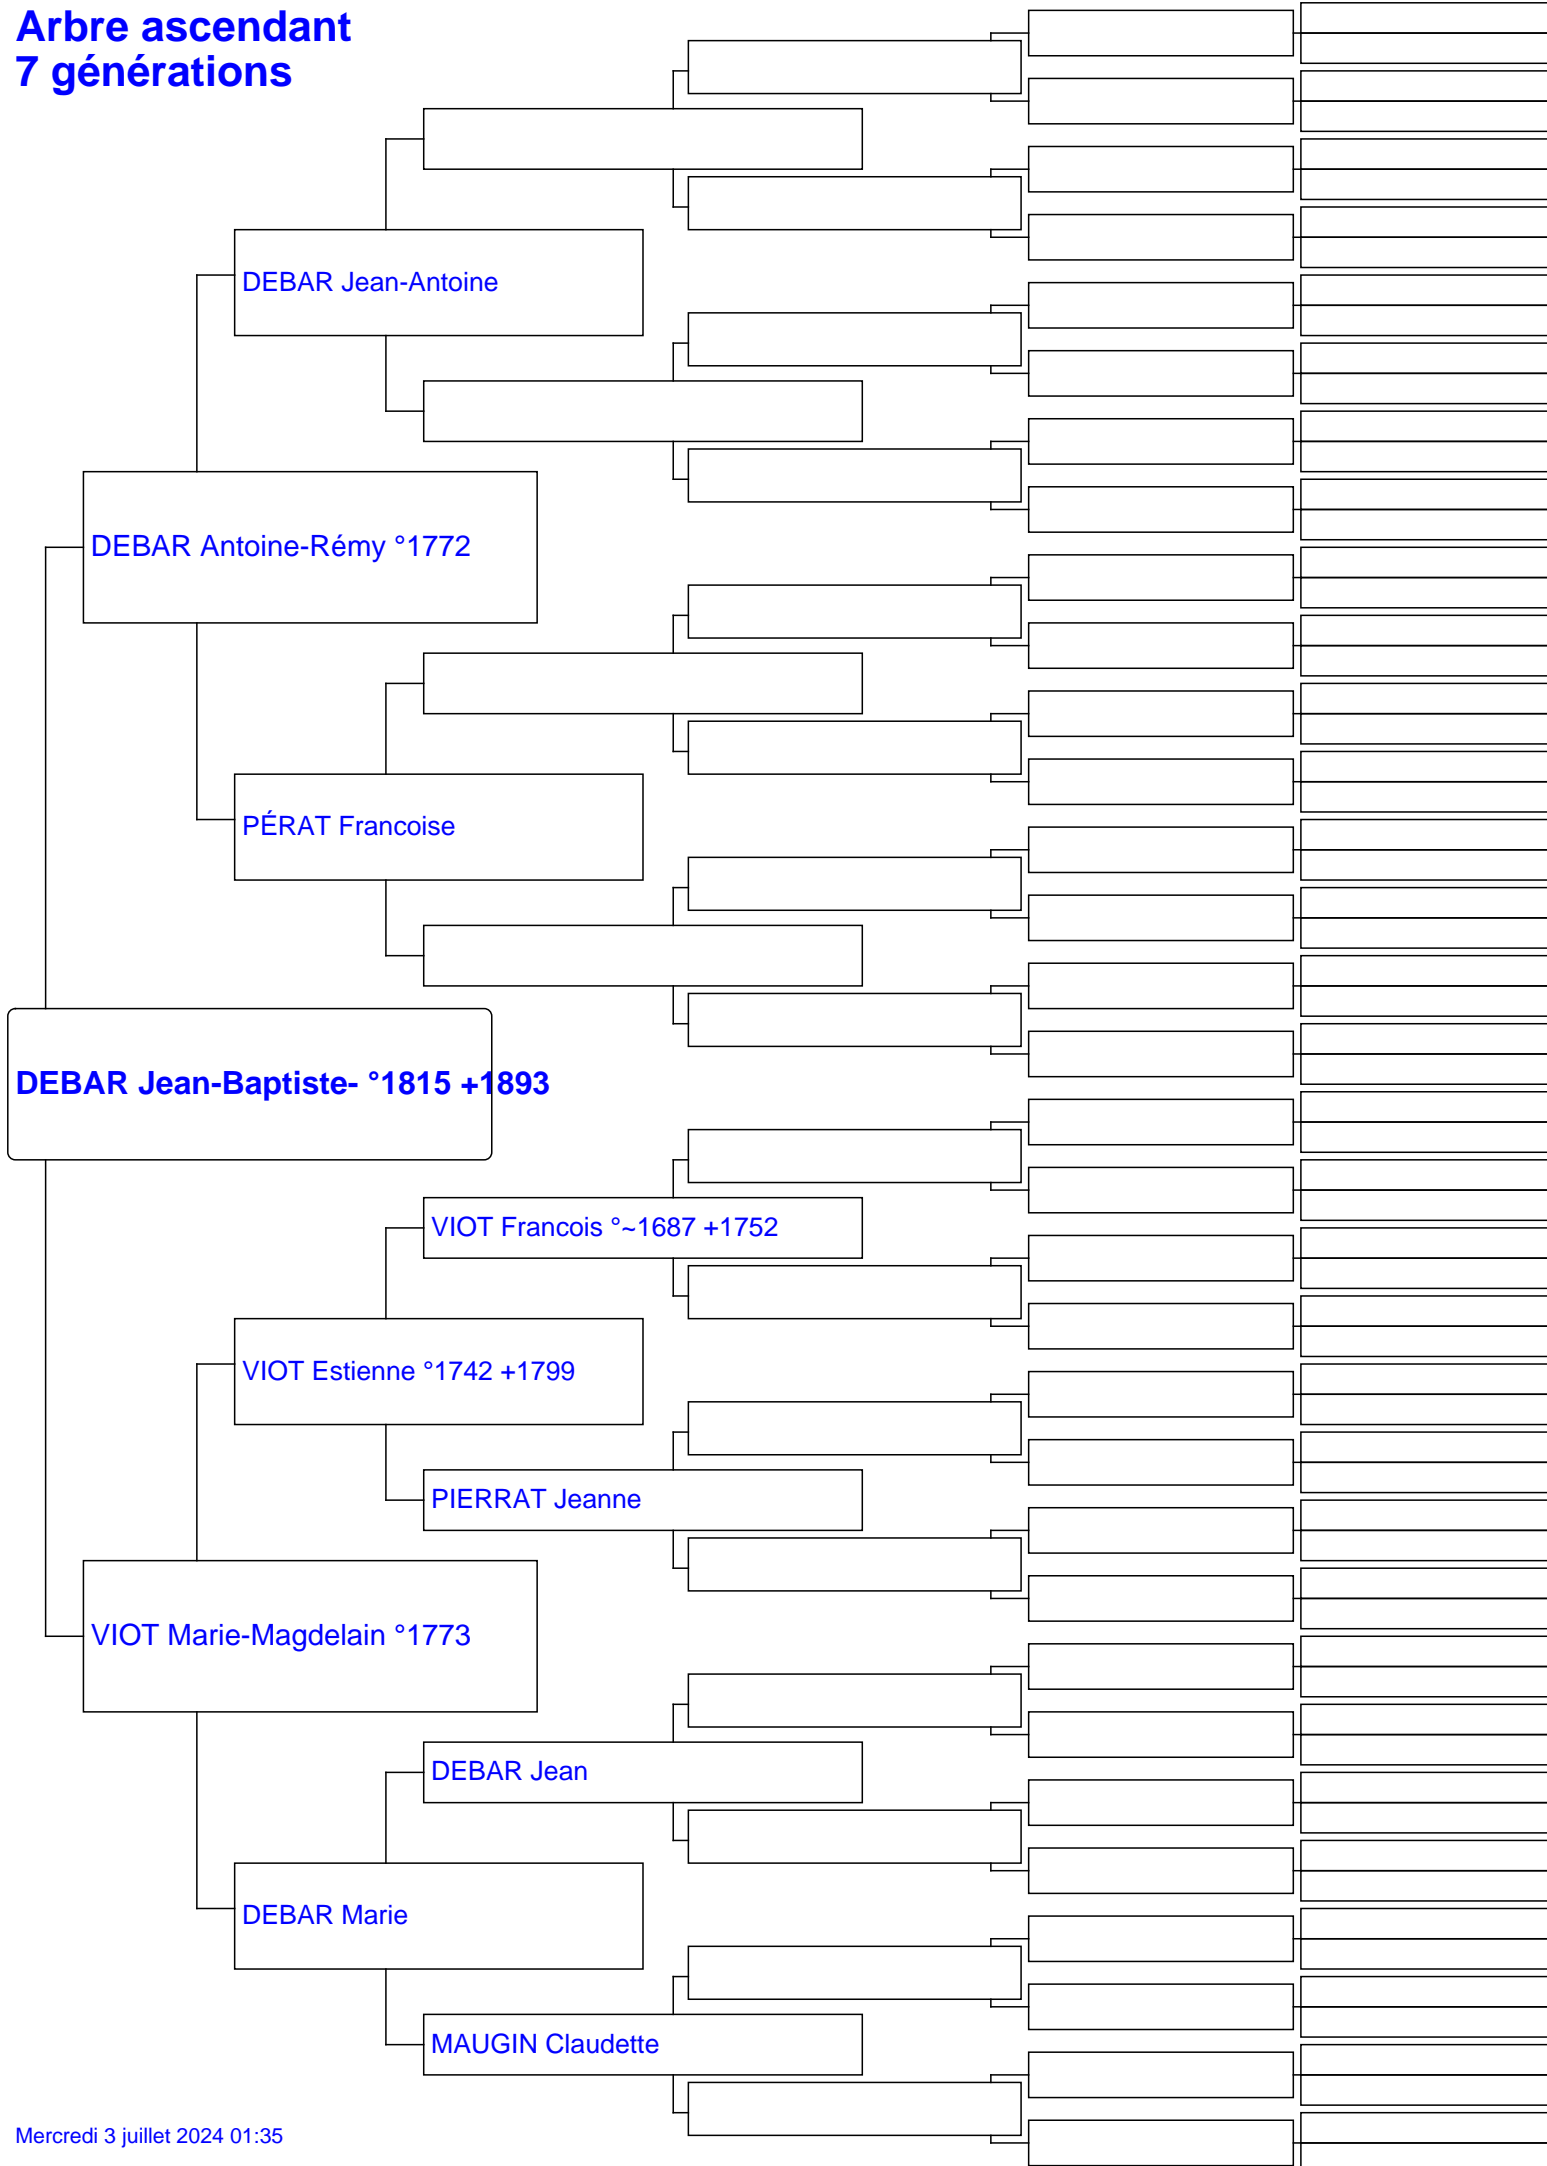 Arbre ascendant
7 générations
DEBAR Jean-Antoine
DEBAR Antoine-Rémy °1772
PÉRAT Francoise
DEBAR Jean-Baptiste- °1815 +1893
VIOT Francois °~1687 +1752
VIOT Estienne °1742 +1799
PIERRAT Jeanne
VIOT Marie-Magdelain °1773
DEBAR Jean
DEBAR Marie
MAUGIN Claudette
Mercredi 3 juillet 2024 01:35